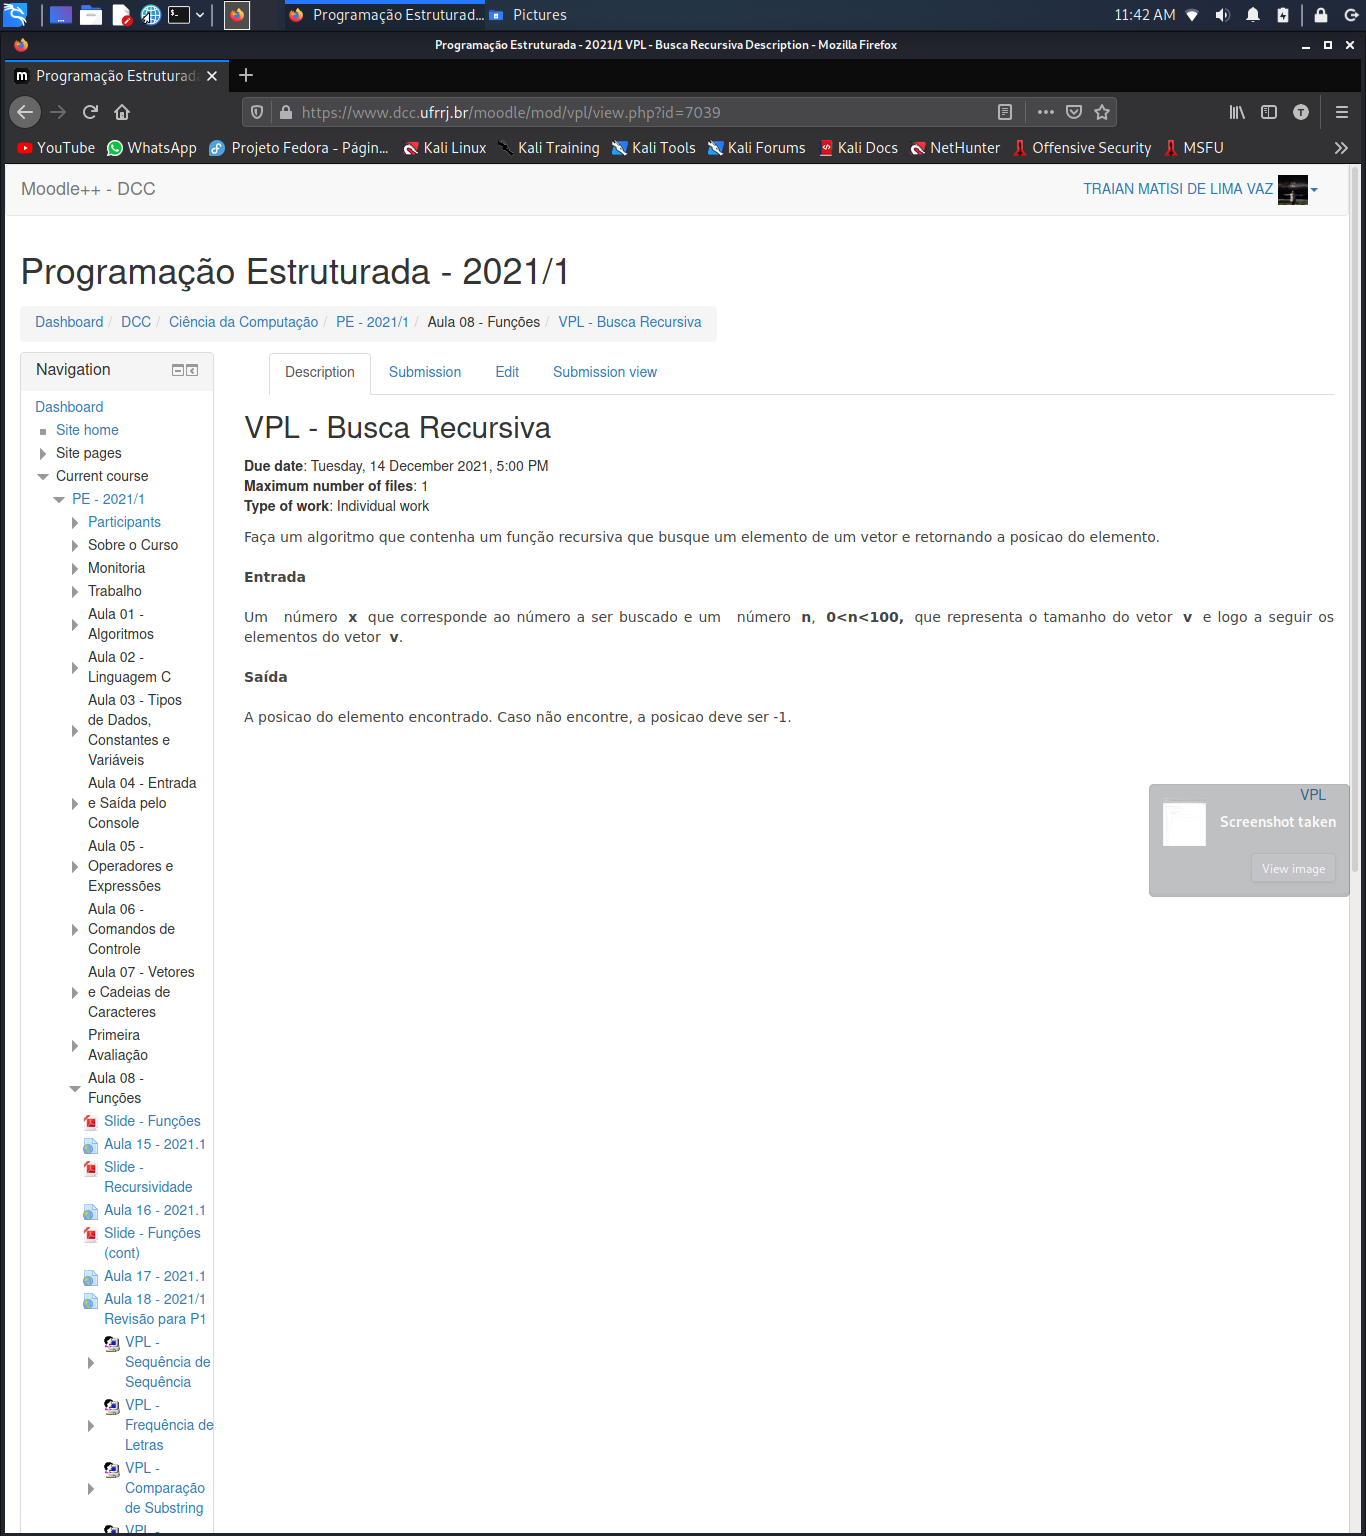 Programação Estruturad...
Pictures
11:42 AM
Programação Estruturada - 2021/1 VPL - Busca Recursiva Description - Mozilla Firefox
Programação Estruturada
https://www.dcc.ufrrj.br/moodle/mod/vpl/view.php?id=7039
YouTube
WhatsApp
Projeto Fedora - Págin...
Kali Linux
Kali Training
Kali Tools
Kali Forums
Kali Docs
NetHunter
Offensive Security
MSFU
Moodle++ - DCC
TRAIAN MATISI DE LIMA VAZ
Programação Estruturada - 2021/1
Dashboard / DCC / Ciência da Computação / PE - 2021/1 / Aula 08 - Funções / VPL - Busca Recursiva
Navigation
Dashboard
Site home
Site pages
Current course
PE - 2021/1
Participants
Sobre o Curso
Monitoria
Trabalho
Aula 01 -
Algoritmos
Aula 02 -
Linguagem C
Aula 03 - Tipos
de Dados,
Constantes e
Variáveis
Aula 04 - Entrada
e Saída pelo
Console
Aula 05 -
Operadores e
Expressões
Aula 06 -
Comandos de
Controle
Aula 07 - Vetores
e Cadeias de
Caracteres
Primeira
Avaliação
Aula 08 -
Funções
Slide - Funções
Aula 15 - 2021.1
Slide -
Recursividade
Aula 16 - 2021.1
Slide - Funções
(cont)
Aula 17 - 2021.1
Aula 18 - 2021/1
Revisão para P1
VPL -
Sequência de
Sequência
VPL -
Frequência de
Letras
VPL -
Comparação
de Substring
VPL -
Description
Submission
Edit
Submission view
VPL - Busca Recursiva
Due date: Tuesday, 14 December 2021, 5:00 PM
Maximum number of files: 1
Type of work: Individual work
Faça um algoritmo que contenha um função recursiva que busque um elemento de um vetor e retornando a posicao do elemento.
Entrada
Um número x que corresponde ao número a ser buscado e um número n, 0<n<100, que representa o tamanho do vetor v e logo a seguir os
elementos do vetor v.
Saída
A posicao do elemento encontrado. Caso não encontre, a posicao deve ser -1.
VPL
Screenshot taken
View image